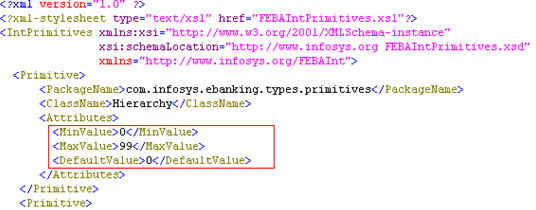 <?xml version="1.0" ?>
<?xml-stylesheet type="text/xsl" href="FEBAIntPrimitives.xsl"?>
<IntPrimitives xmlns:xsi="http://www.w3.org/2001/XMLSchema-instance"
xsi:schemaLocation="http://www.infosys.org FEBAIntPrimitives.xsd"
xmlns="http://www.infosys.org/FEBAInt">
<Primitive>
<PackageName>com.infosys.ebanking.types.primitives</PackageName>
<ClassName>Hierarchy</ClassName>
<Attributes>
<MinValue>0</MinValue>
<MaxValue>99</MaxValue>
<DefaultValue>0</DefaultValue>
</Attributes>
</Primitive>
<Primitive>